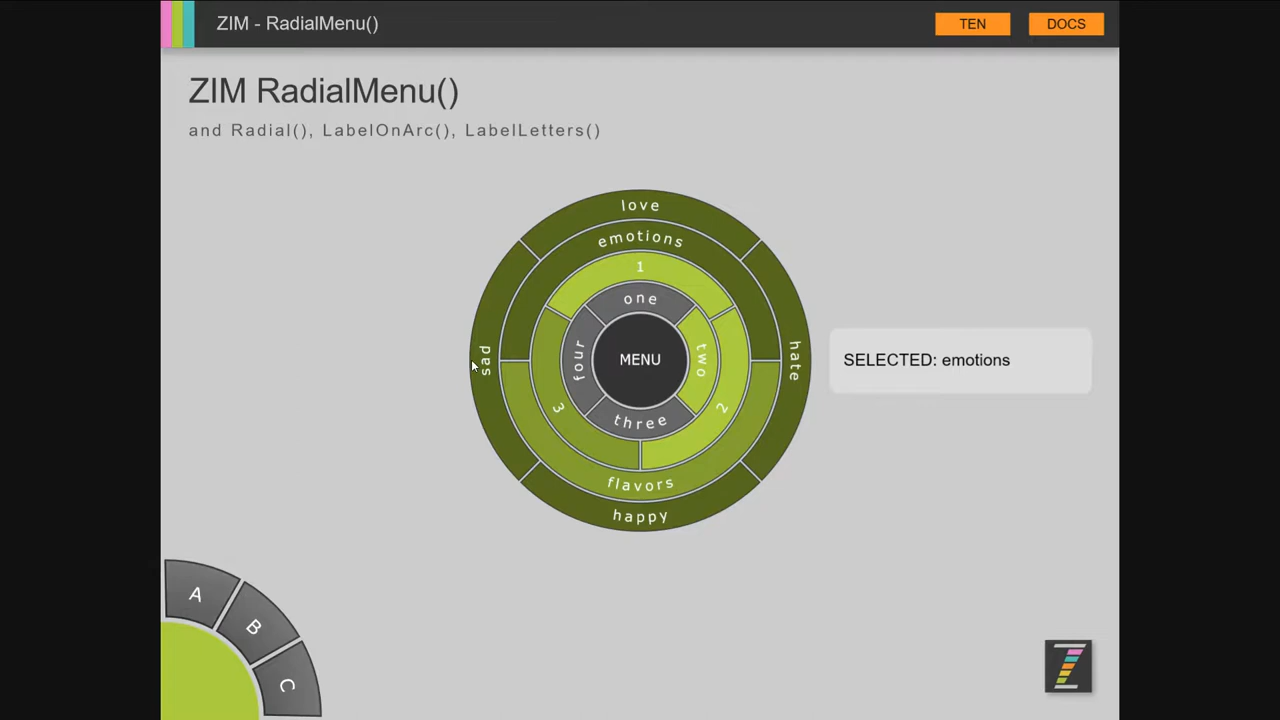 ZIM - RadialMenu()
TEN
DOCS
ZIM RadialMenu()
and Radial(), LabelOnArc(), LabelLetters()
love
emotions
1
one
sad
four
MENU
two
hate
SELECTED: emotions
3
three
2
flavors
happy
A
B
C
Z